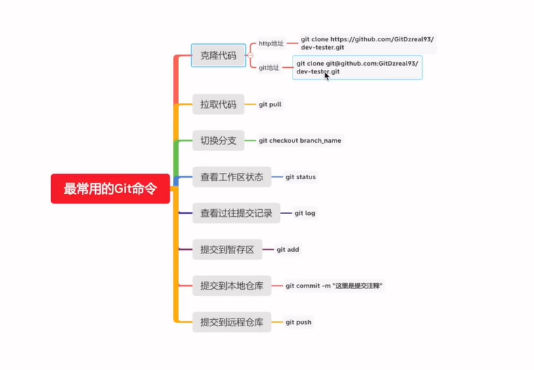 最常用的Git命令
克隆代码
http地址
git clone https://github.com/GitDzreal93/
dev-tester.git
git地址
git clone git@github.com:GitDzreal93/
dev-tester.git
拉取代码
git pull
切换分支
git checkout branch_name
查看工作区状态
git status
查看过往提交记录
git log
提交到暂存区
git add
提交到本地仓库
git commit -m "这里是提交注释"
提交到远程仓库
git push